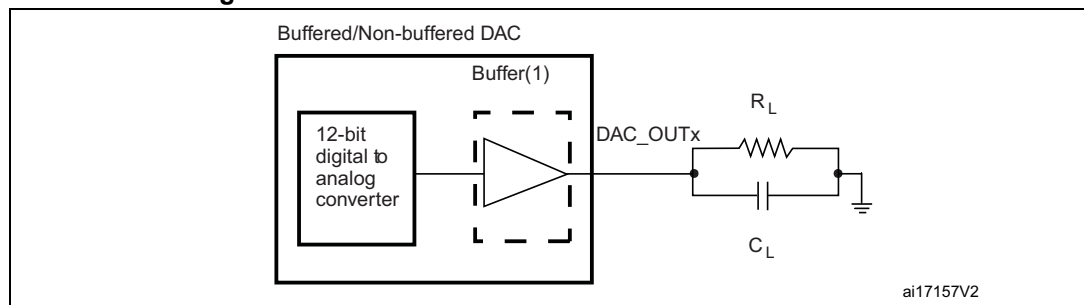 Buffered/Non-buffered DAC
Buffer(1)
12-bit
digital to
analog
converter
DAC_OUTx
R L
C L
ai17157V2